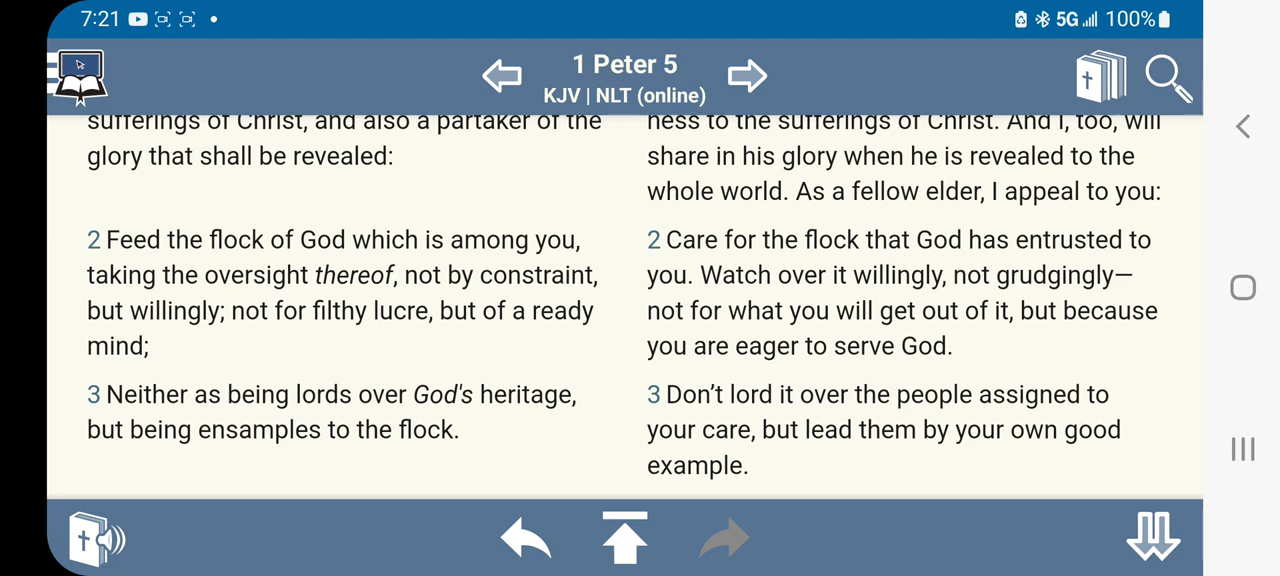 7:21
5G 100%
1 Peter 5
KJV | NLT (online)
sufferings of Christ, and also a partaker of the
glory that shall be revealed:
2 Feed the flock of God which is among you,
taking the oversight thereof, not by constraint,
but willingly; not for filthy lucre, but of a ready
mind;
3 Neither as being lords over God's heritage,
but being ensamples to the flock.
ness to the sufferings of Christ. And I, too, will
share in his glory when he is revealed to the
whole world. As a fellow elder, I appeal to you:
2 Care for the flock that God has entrusted to
you. Watch over it willingly, not grudgingly—
not for what you will get out of it, but because
you are eager to serve God.
3 Don’t lord it over the people assigned to
your care, but lead them by your own good
example.